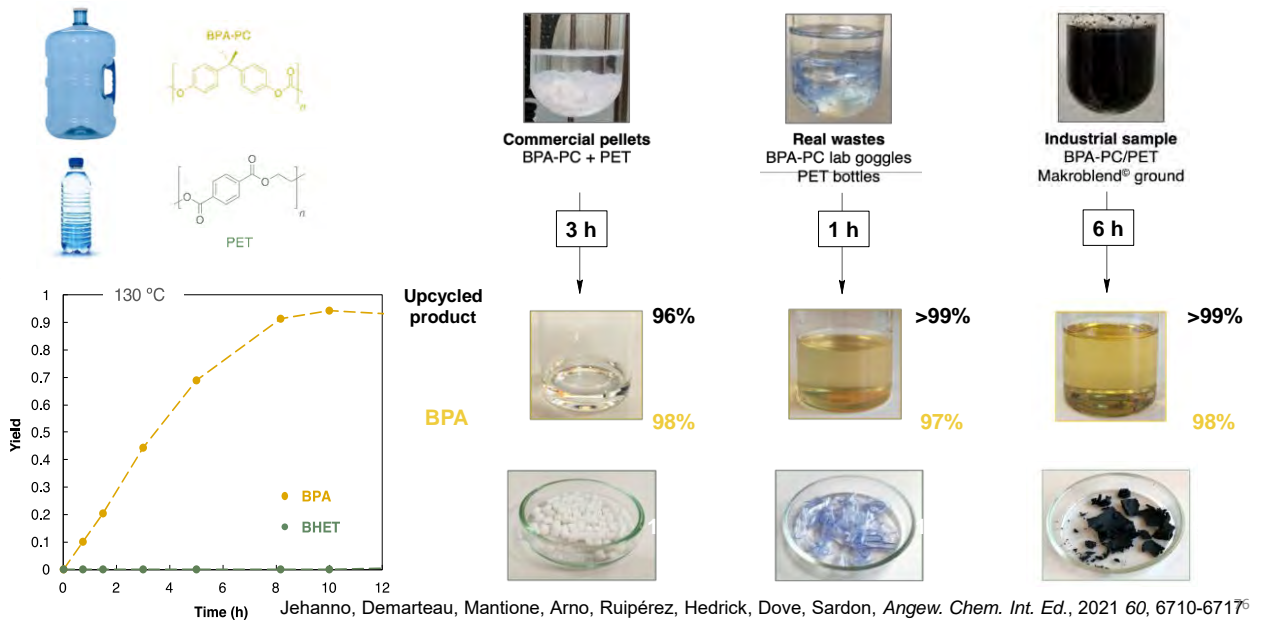 BPA-PC
O
O
O
n
O
O
O
O
n
PET
Commercial pellets
BPA-PC + PET
Real wastes
BPA-PC lab goggles
PET bottles
Industrial sample
BPA-PC/PET
Makroblend© ground
3 h
1 h
6 h
Upcycled
product
96%
>99%
>99%
BPA
98%
97%
98%
1
130 ºC
1
0.9
0.8
0.7
0.6
0.5
0.4
0.3
0.2
0.1
0
Yield
BPA
BHET
0 2 4 6 8 10 12
Time (h)
Jehanno, Demarteau, Mantione, Arno, Ruipérez, Hedrick, Dove, Sardon, Angew. Chem. Int. Ed., 2021 60, 6710-6717
76